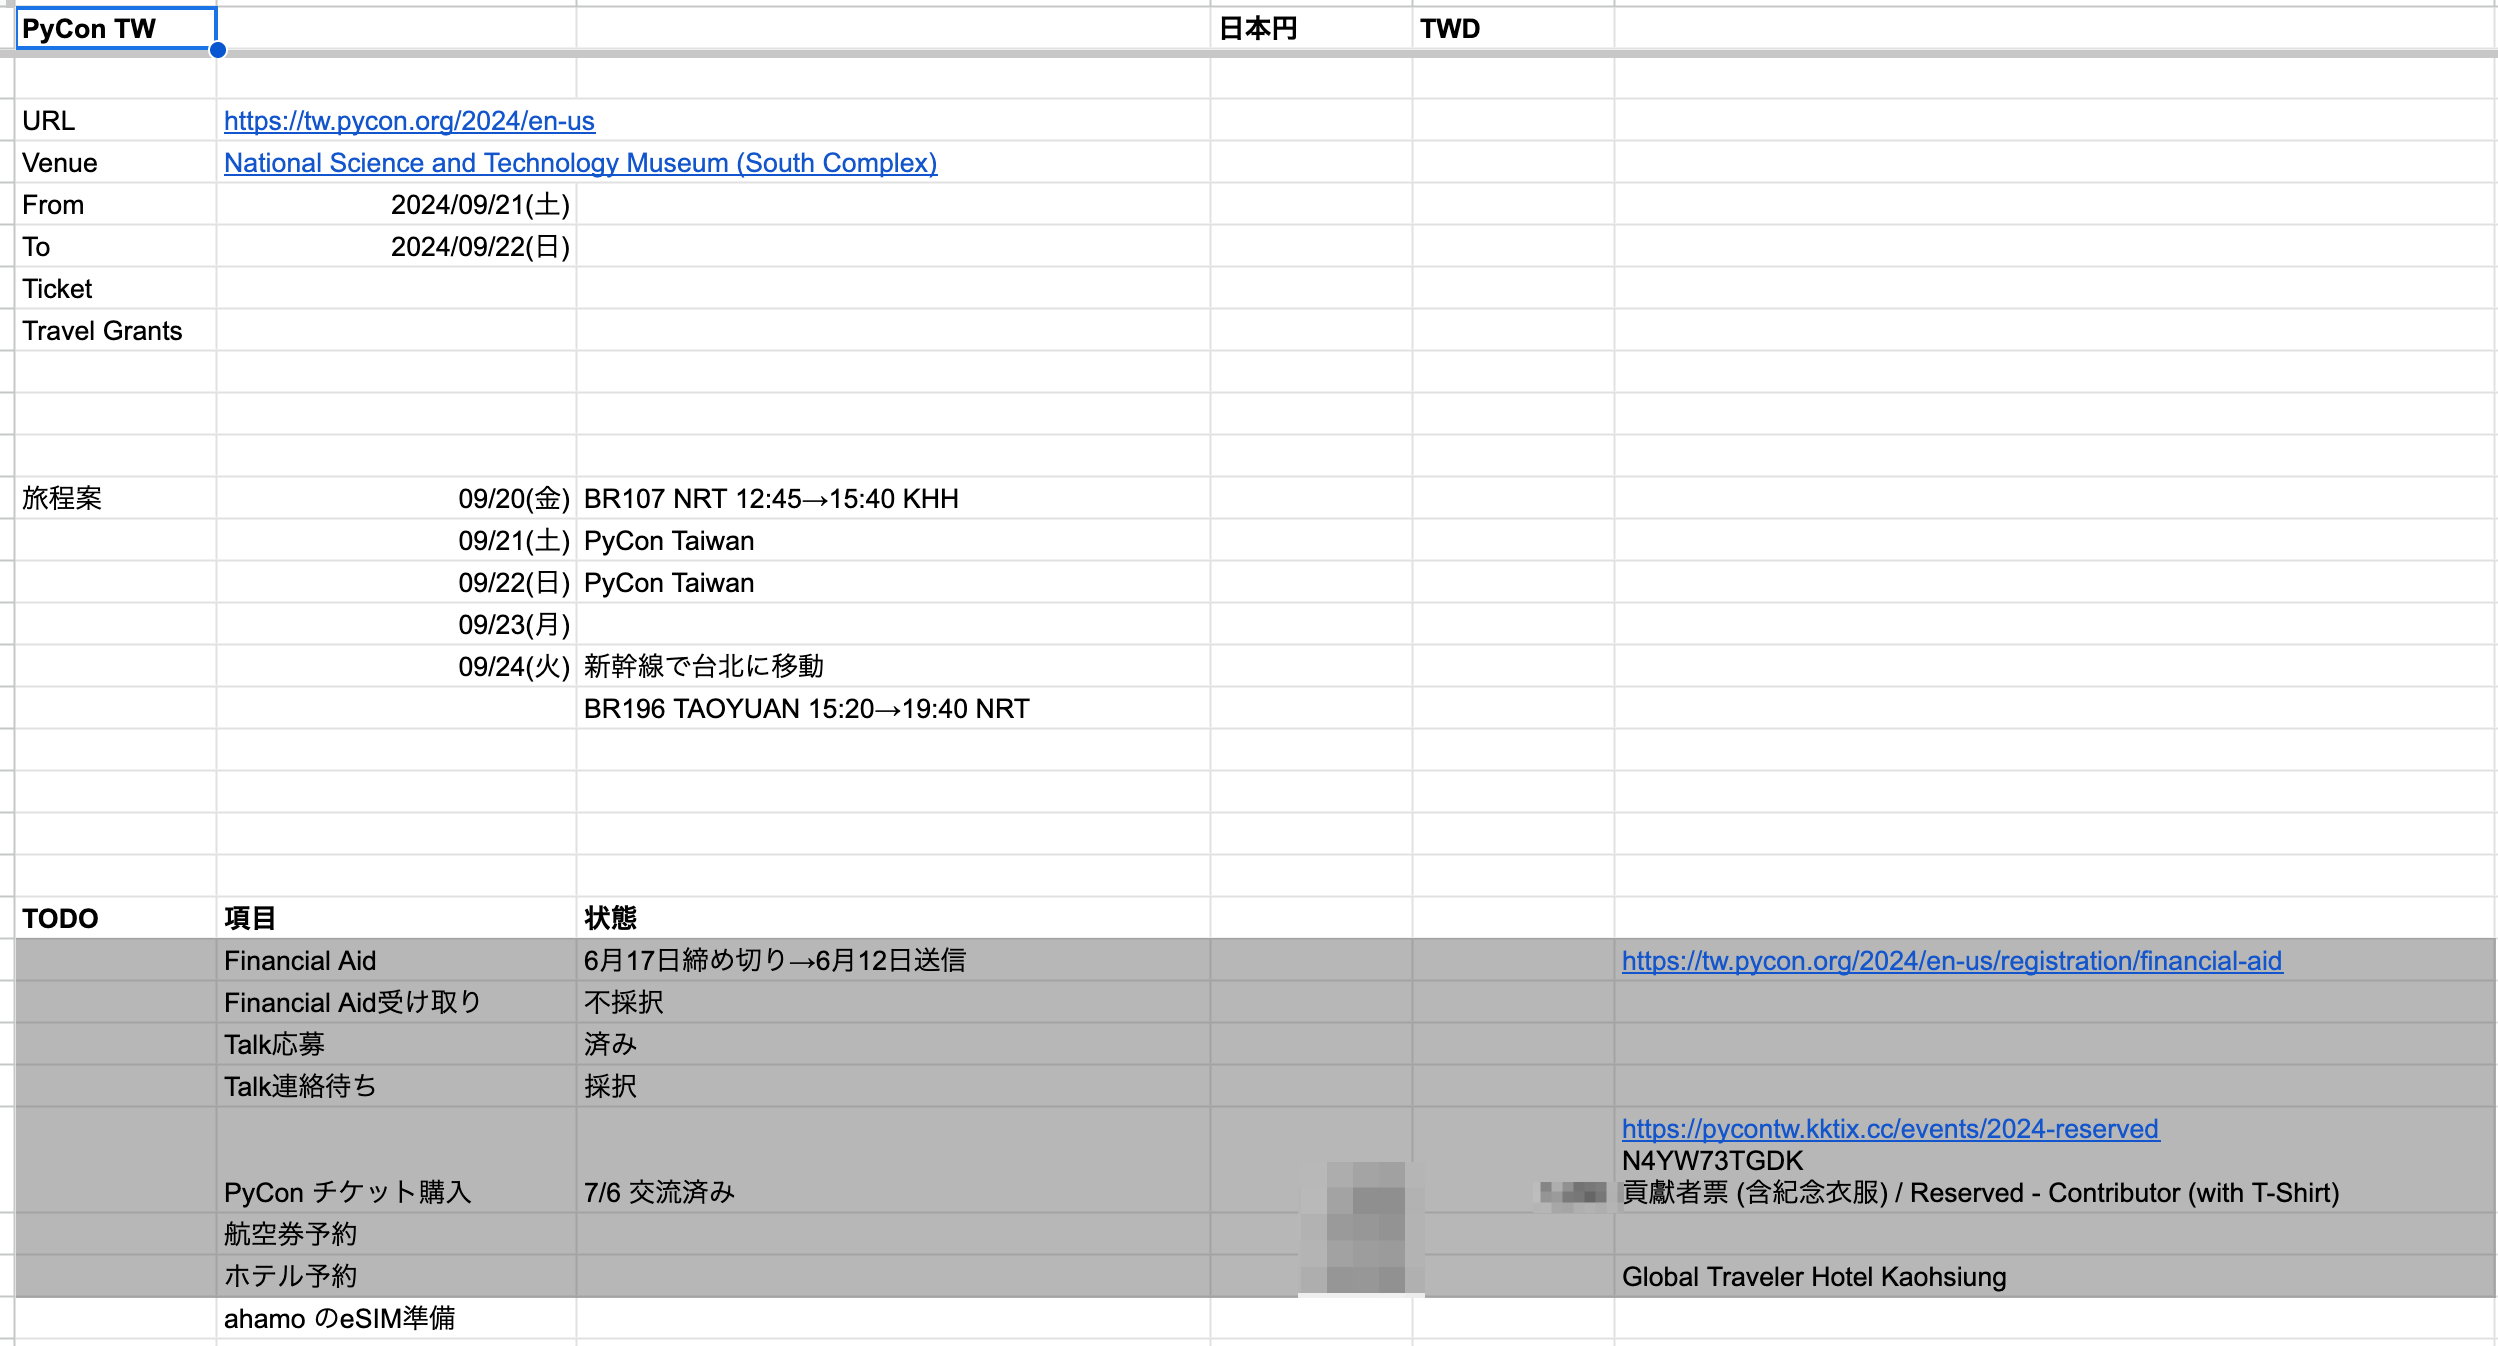 PyCon TW 日本円 TWD
URL https://tw.pycon.org/2024/en-us
Venue National Science and Technology Museum (South Complex)
From 2024/09/21(土)
To 2024/09/22(日)
Ticket
Travel Grants
旅程案 09/20(金) BR107 NRT 12:45→15:40 KHH
09/21(土) PyCon Taiwan
09/22(日) PyCon Taiwan
09/23(月)
09/24(火) 新幹線で台北に移動
BR196 TAOYUAN 15:20→19:40 NRT
TODO 項目 状態
Financial Aid 6月17日締め切り→6月12日送信 https://tw.pycon.org/2024/en-us/registration/financial-aid
Financial Aid受け取り 不採択
Talk応募 済み
Talk連絡待ち 採択
https://pycontw.kktix.cc/events/2024-reserved
N4YW73TGDK
PyCon チケット購入 7/6 交流済み 貢獻者票 (含紀念衣服) / Reserved - Contributor (with T-Shirt)
航空券予約
ホテル予約 Global Traveler Hotel Kaohsiung
ahamo のeSIM準備